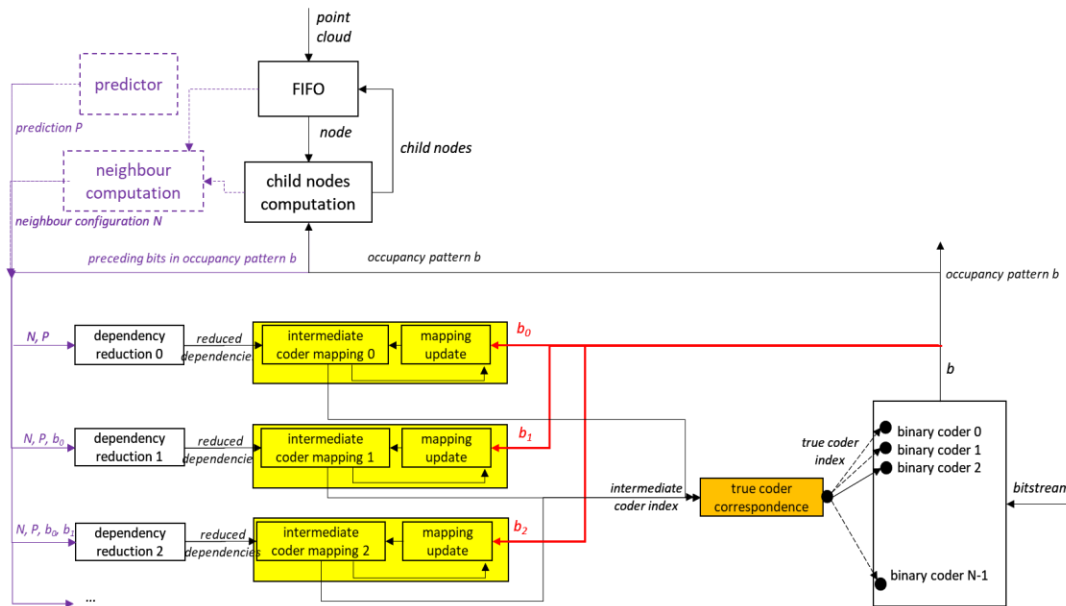 point
cloud
predictor
FIFO
prediction P
node
child nodes
neighbour
computation
child nodes
computation
neighbour configuration N
preceding bits in occupancy pattern b
occupancy pattern b
occupancy pattern b
N, P
dependency
reduction 0
reduced
dependencies
intermediate
coder mapping 0
mapping
update
b0
b
N, P, b0
dependency
reduction 1
reduced
dependencies
intermediate
coder mapping 1
mapping
update
b1
true coder
index
binary coder 0
binary coder 1
binary coder 2
intermediate
coder index
true coder
correspondence
bitstream
N, P, b0, b1
dependency
reduction 2
reduced
dependencies
intermediate
coder mapping 2
mapping
update
b2
binary coder N-1
...